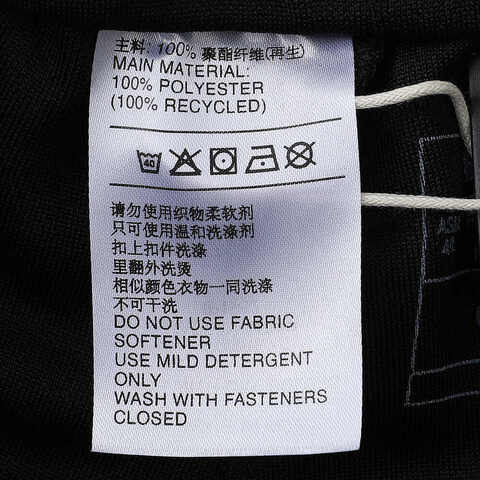 主料: 100% 聚酯纤维(再生)
MAIN MATERIAL:
100% POLYESTER
(100% RECYCLED)
40
请勿使用织物柔软剂
只可使用温和洗涤剂
扣上扣件洗涤
里翻外洗烫
相似颜色衣物一同洗涤
不可干洗
DO NOT USE FABRIC
SOFTENER
USE MILD DETERGENT
ONLY
WASH WITH FASTENERS
CLOSED